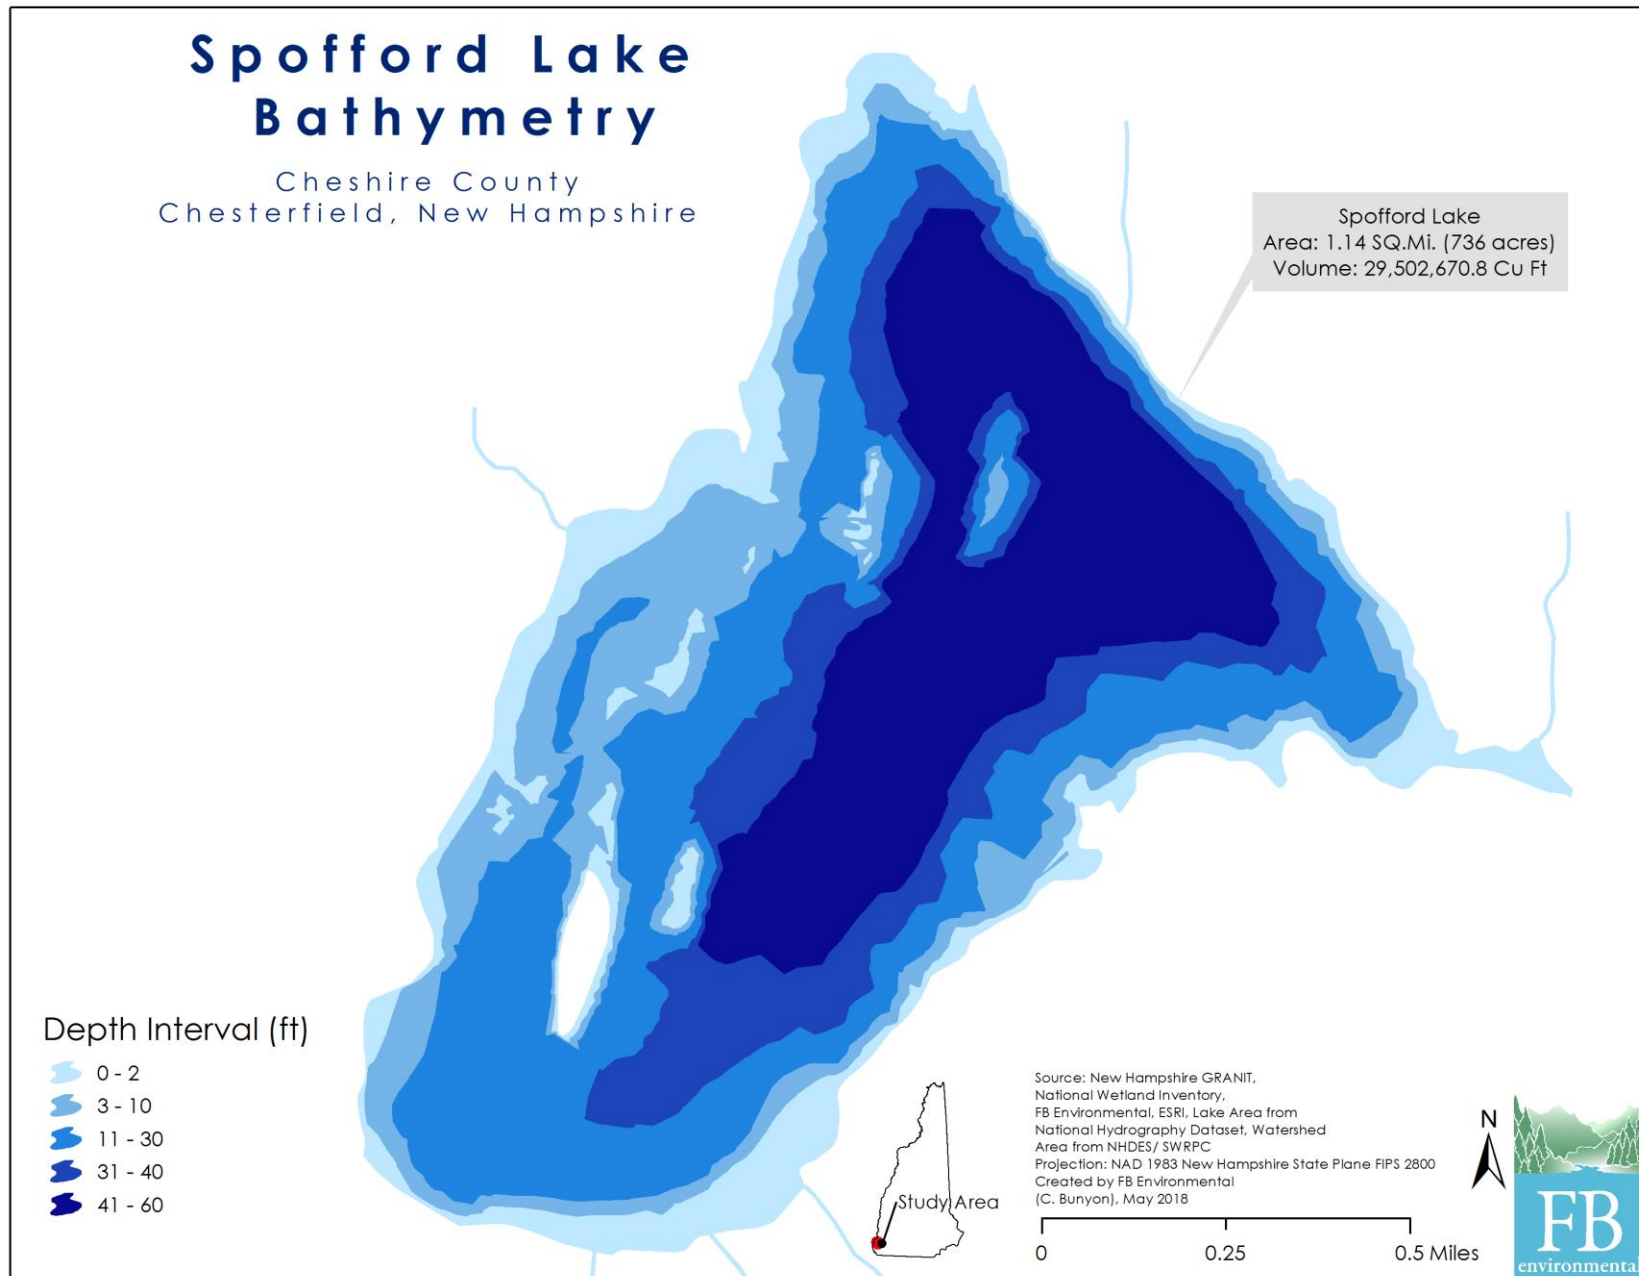 Spofford Lake
Bathymetry
Cheshire County
Chesterfield, New Hampshire
Spofford Lake
Area: 1.14 SQ.Mi. (736 acres)
Volume: 29,502,670.8 Cu Ft
Depth Interval (ft)
0 - 2
3 - 10
11 - 30
31 - 40
41 - 60
Study Area
Source: New Hampshire GRANIT,
National Wetland Inventory,
FB Environmental, ESRI, Lake Area from
National Hydrography Dataset, Watershed
Area from NHDES/ SWRPC
Projection: NAD 1983 New Hampshire State Plane FIPS 2800
Created by FB Environmental
(C. Bunyon), May 2018
0 0.25 0.5 Miles
N
FB
environmental